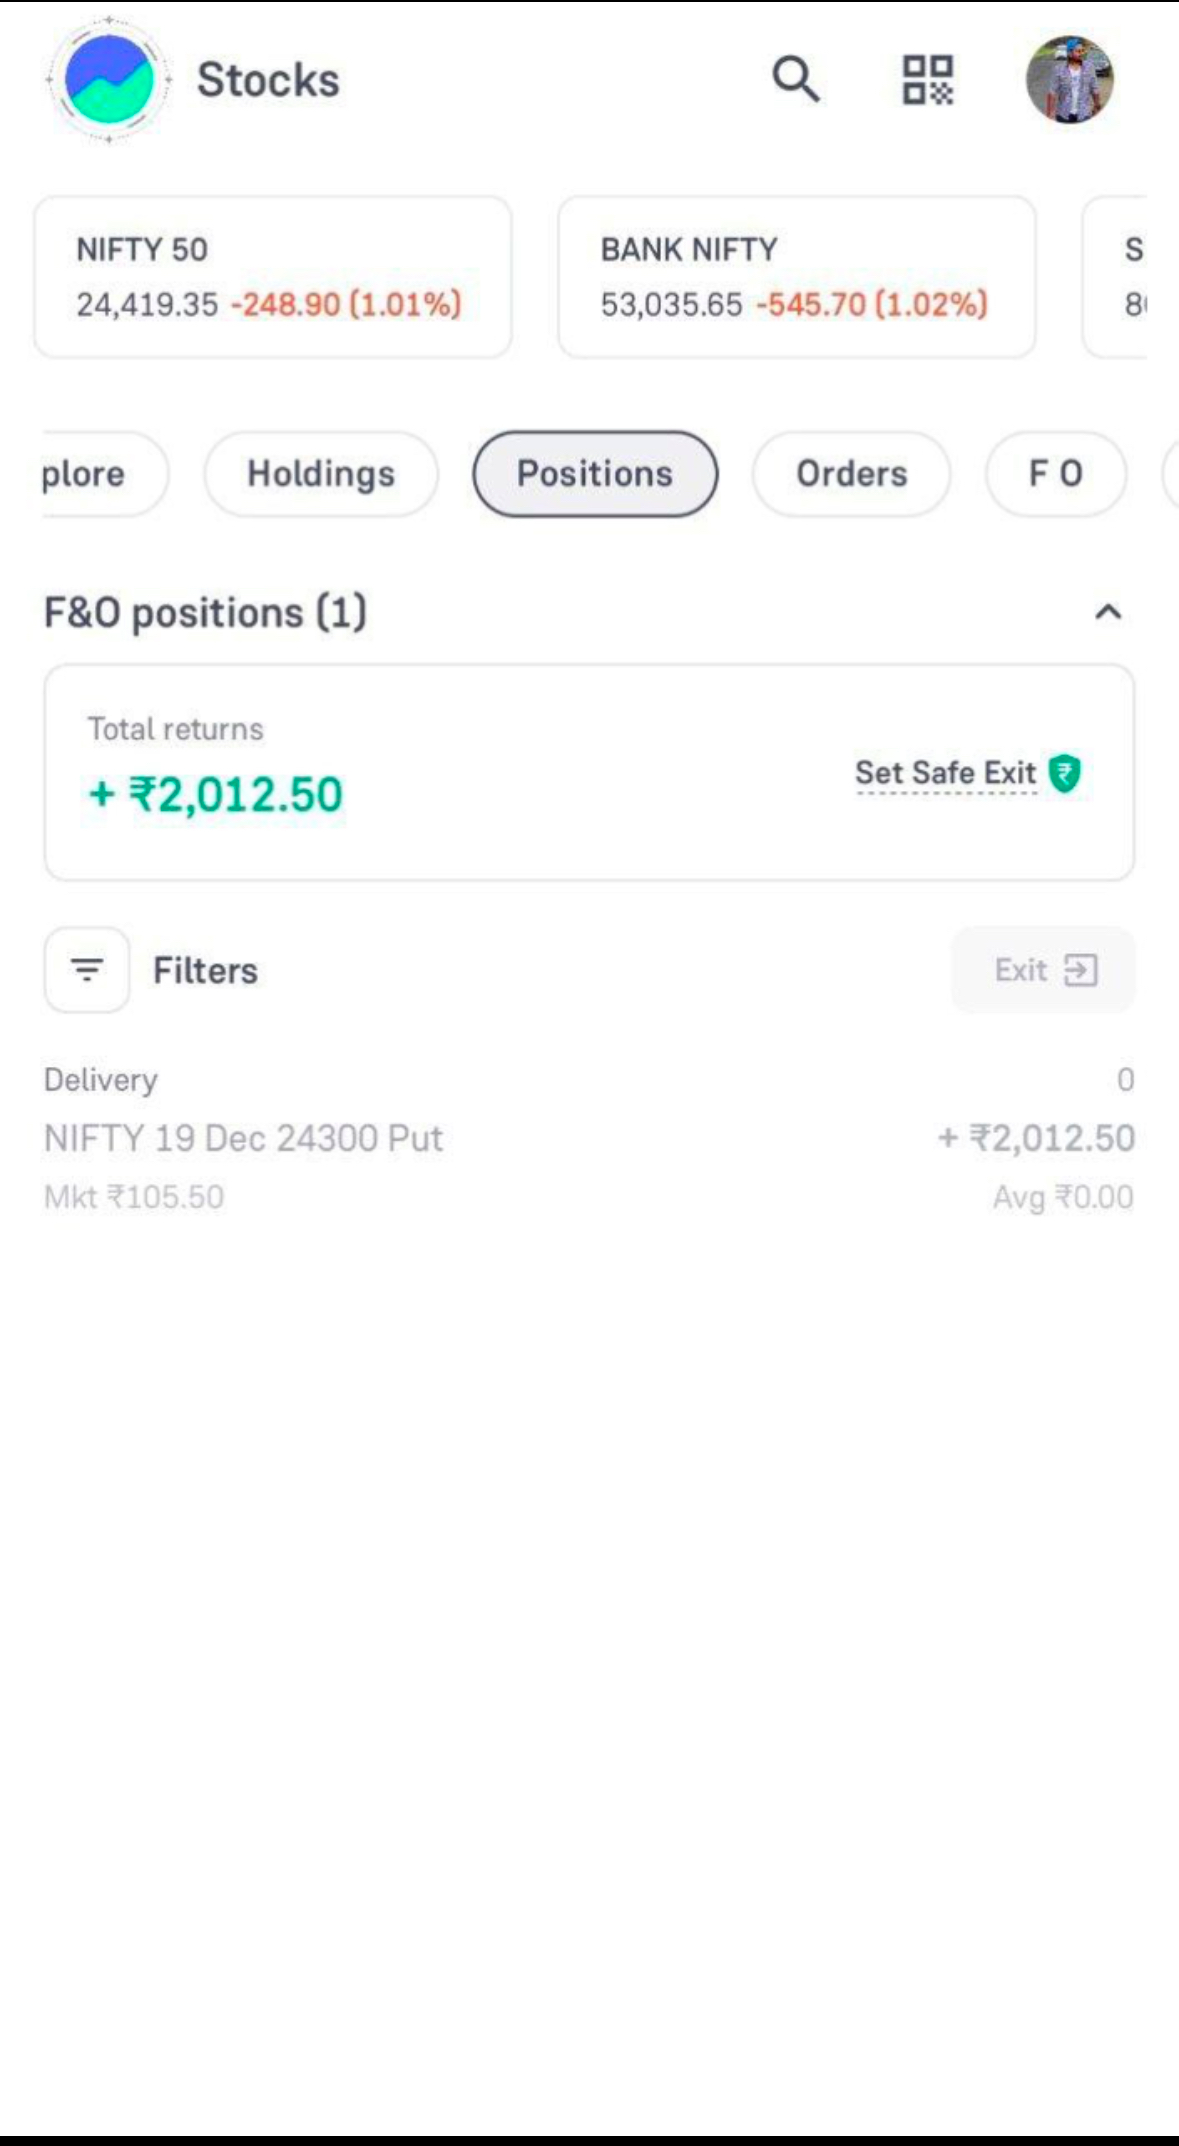 Stocks
NIFTY 50
24,419.35 -248.90 (1.01%)
BANK NIFTY
53,035.65 -545.70 (1.02%)
S
8
plore
Holdings
Positions
Orders
F O
F&O positions (1)
Total returns
+ ₹2,012.50
Set Safe Exit
Filters
Exit
Delivery
0
NIFTY 19 Dec 24300 Put
+ ₹2,012.50
Mkt ₹105.50
Avg ₹0.00